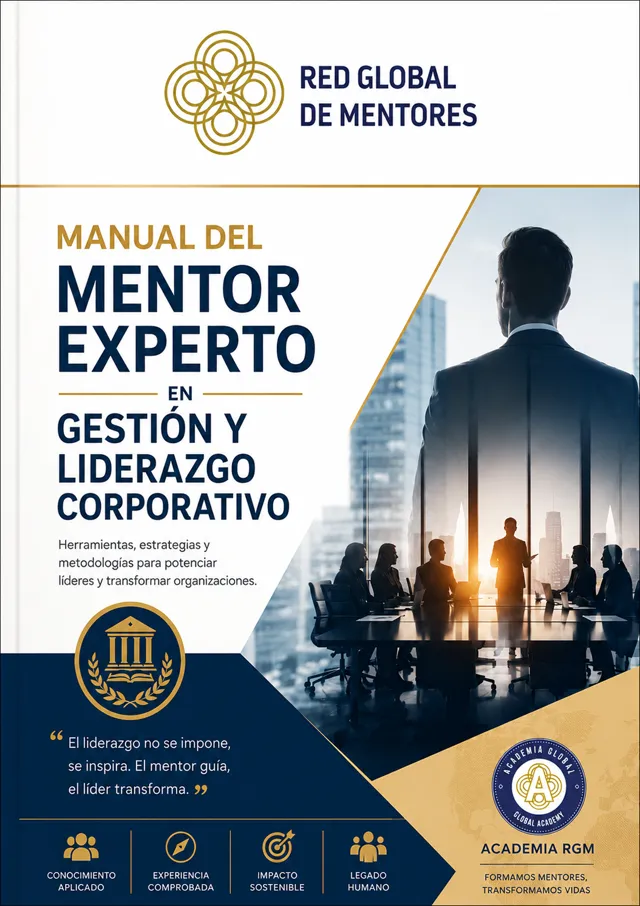 RED GLOBAL
DE MENTORES
MANUAL DEL
MENTOR
EXPERTO
EN
GESTIÓN Y
LIDERAZGO
CORPORATIVO
Herramientas, estrategias y
metodologías para potenciar
líderes y transformar organizaciones.
“ El liderazgo no se impone,
se inspira. El mentor guía,
el líder transforma. ”
CONOCIMIENTO
APLICADO
EXPERIENCIA
COMPROBADA
IMPACTO
SOSTENIBLE
LEGADO
HUMANO
ACADEMIA GLOBAL
A
GLOBAL ACADEMY
ACADEMIA RGM
FORMAMOS MENTORES,
TRANSFORMAMOS VIDAS